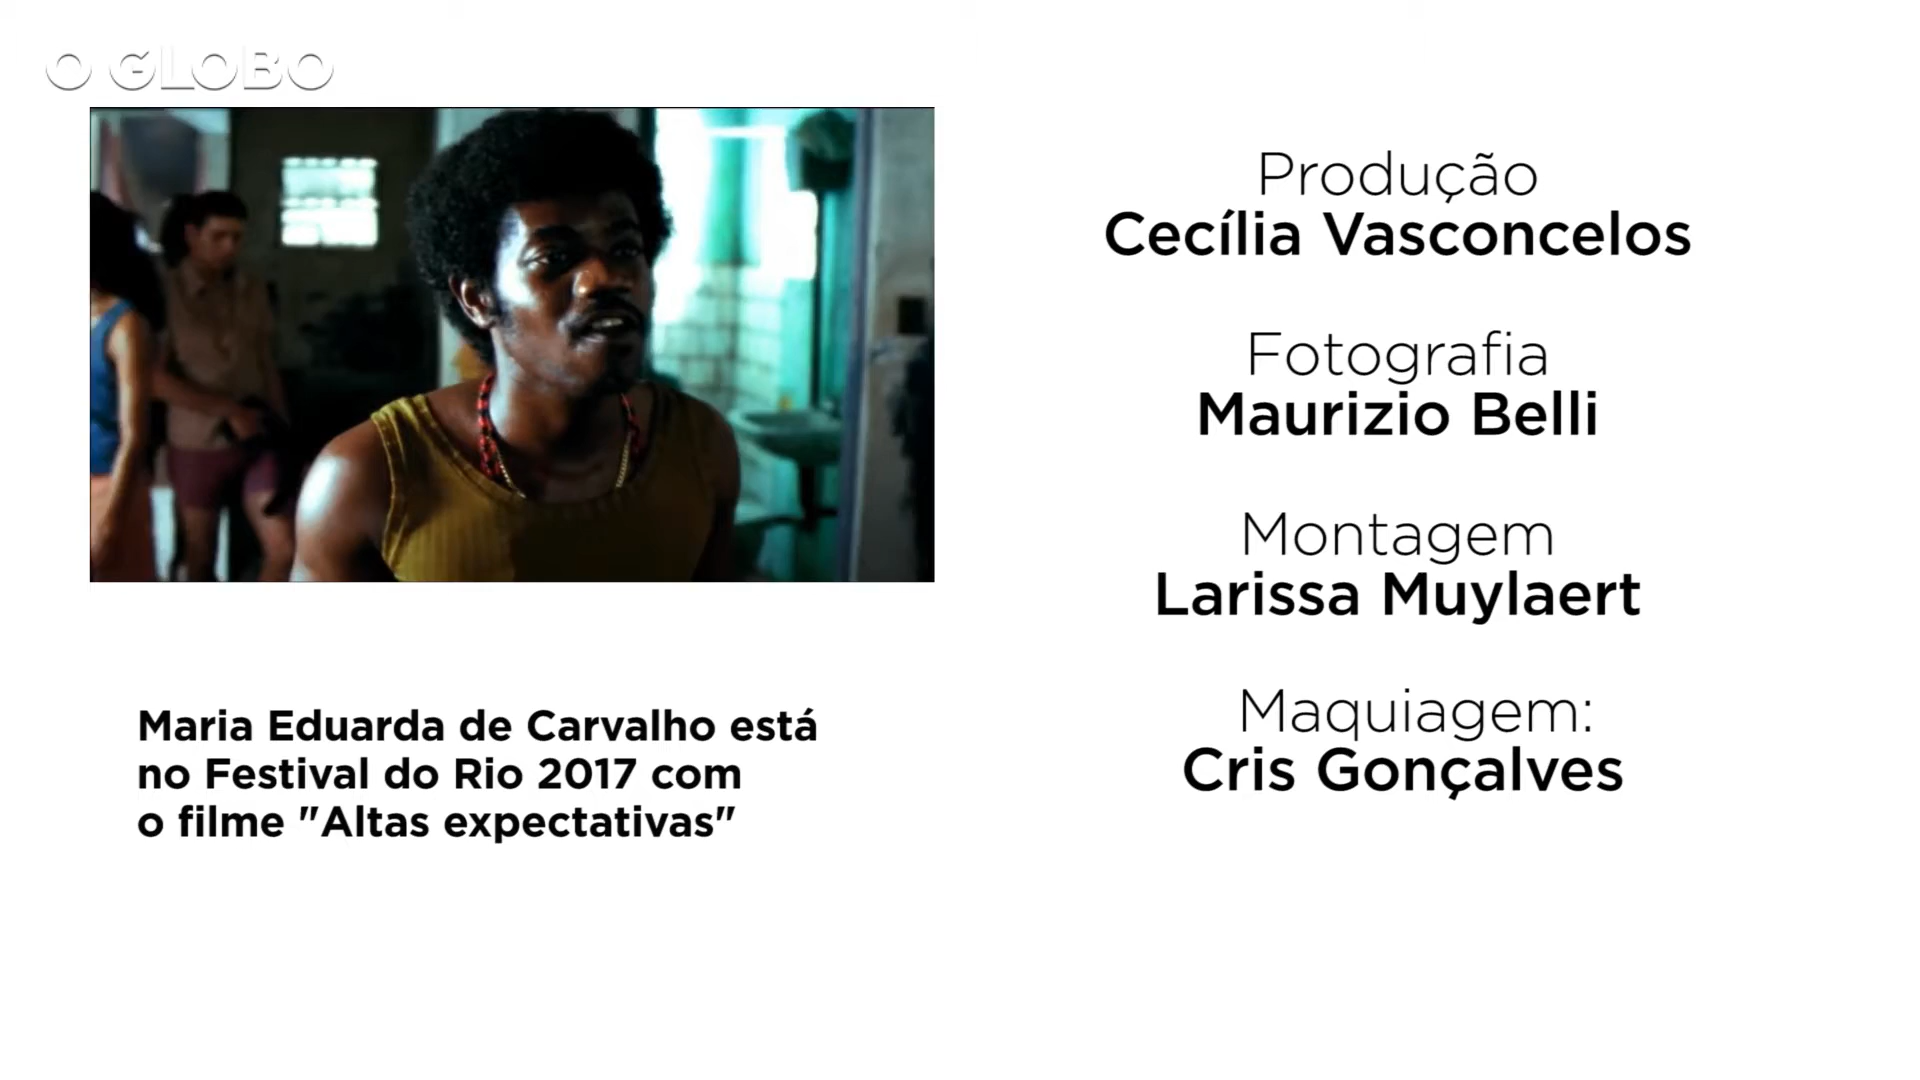 O GLOBO
Produção
Cecília Vasconcelos
Fotografia
Maurizio Belli
Montagem
Larissa Muylaert
Maquiagem:
Cris Gonçalves
Maria Eduarda de Carvalho está
no Festival do Rio 2017 com
o filme "Altas expectativas"